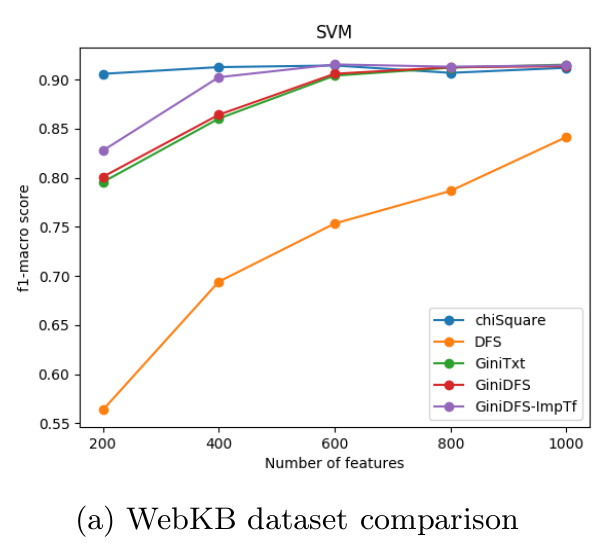 SVM
f1-macro score
0.90
0.85
0.80
0.75
0.70
0.65
0.60
0.55
200 400 600 800 1000
Number of features
chiSquare
DFS
GiniTxt
GiniDFS
GiniDFS-ImpTf
(a) WebKB dataset comparison